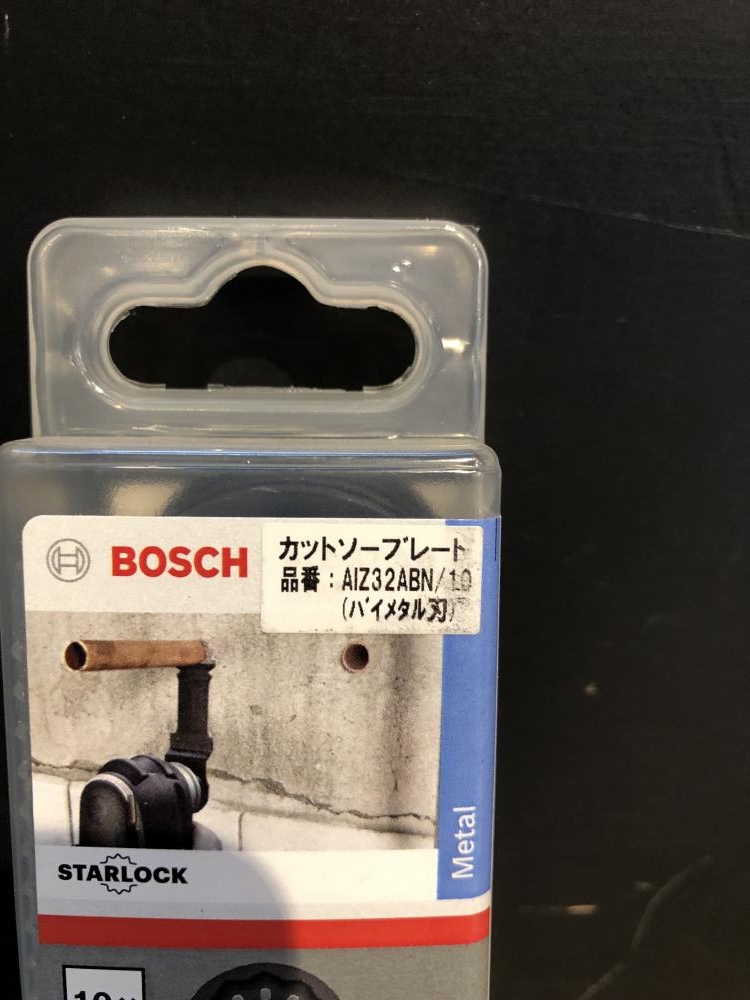 BOSCH
カットソーブレード
品番：AIZ32ABN/10
(バイメタル刃)
Metal
STARLOCK